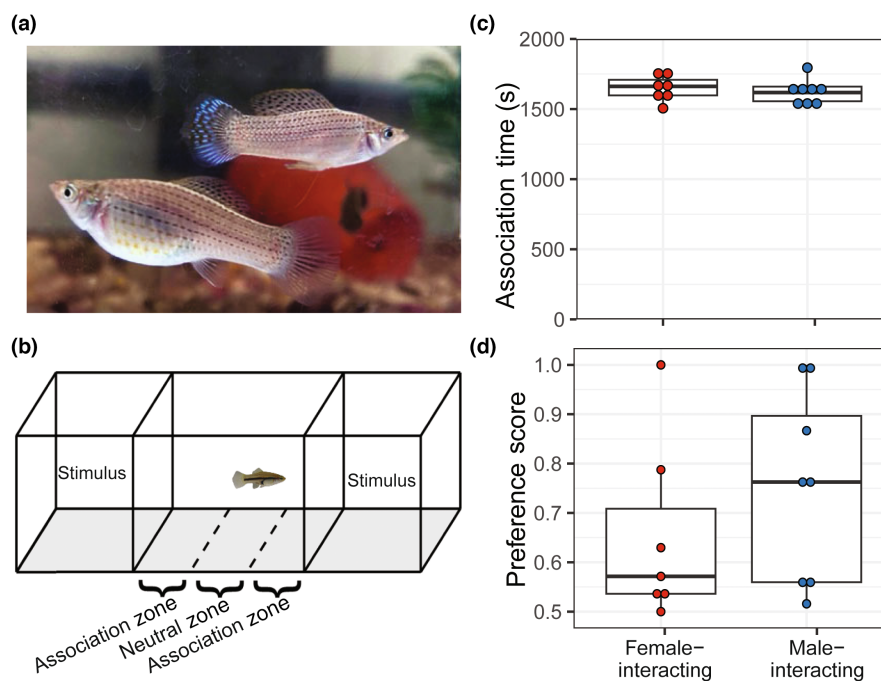 (a)
(b)
Stimulus
Stimulus
Association zone
Neutral zone
Association zone
(c)
Association time (s)
2000
1500
1000
500
0
(d)
Preference score
1.0
0.9
0.8
0.7
0.6
0.5
Female–
interacting
Male–
interacting